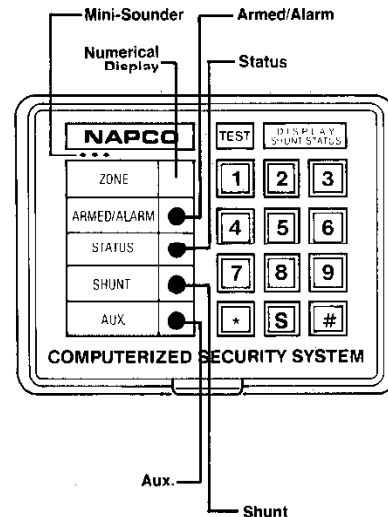 Mini-Sounder
Armed/Alarm
Numerical
Display
Status
NAPCO
TEST
DISPLAY
SHUNT STATUS
ZONE
1 2 3
ARMED/ALARM
4 5 6
STATUS
SHUNT
7 8 9
AUX.
* S #
COMPUTERIZED SECURITY SYSTEM
Aux.
Shunt